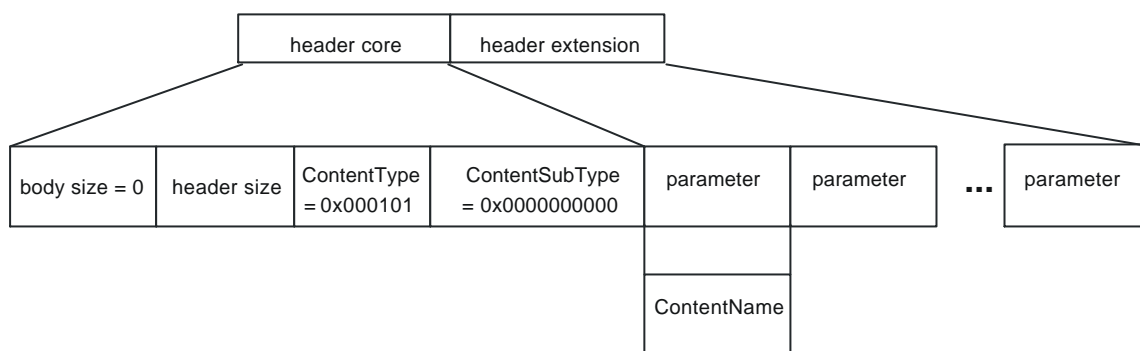 header core
header extension
body size = 0
header size
ContentType
= 0x000101
ContentSubType
= 0x0000000000
parameter
parameter
...
parameter
ContentName